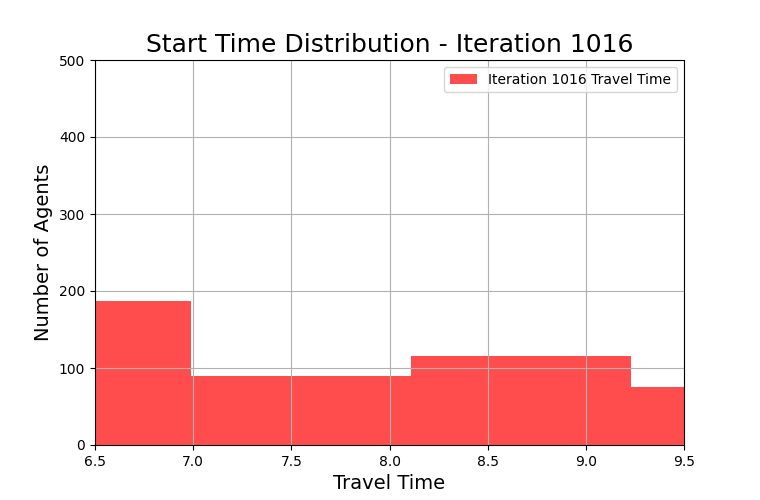 Start Time Distribution - Iteration 1016
Iteration 1016 Travel Time
Number of Agents
500
400
300
200
100
0
6.5 7.0 7.5 8.0 8.5 9.0 9.5
Travel Time